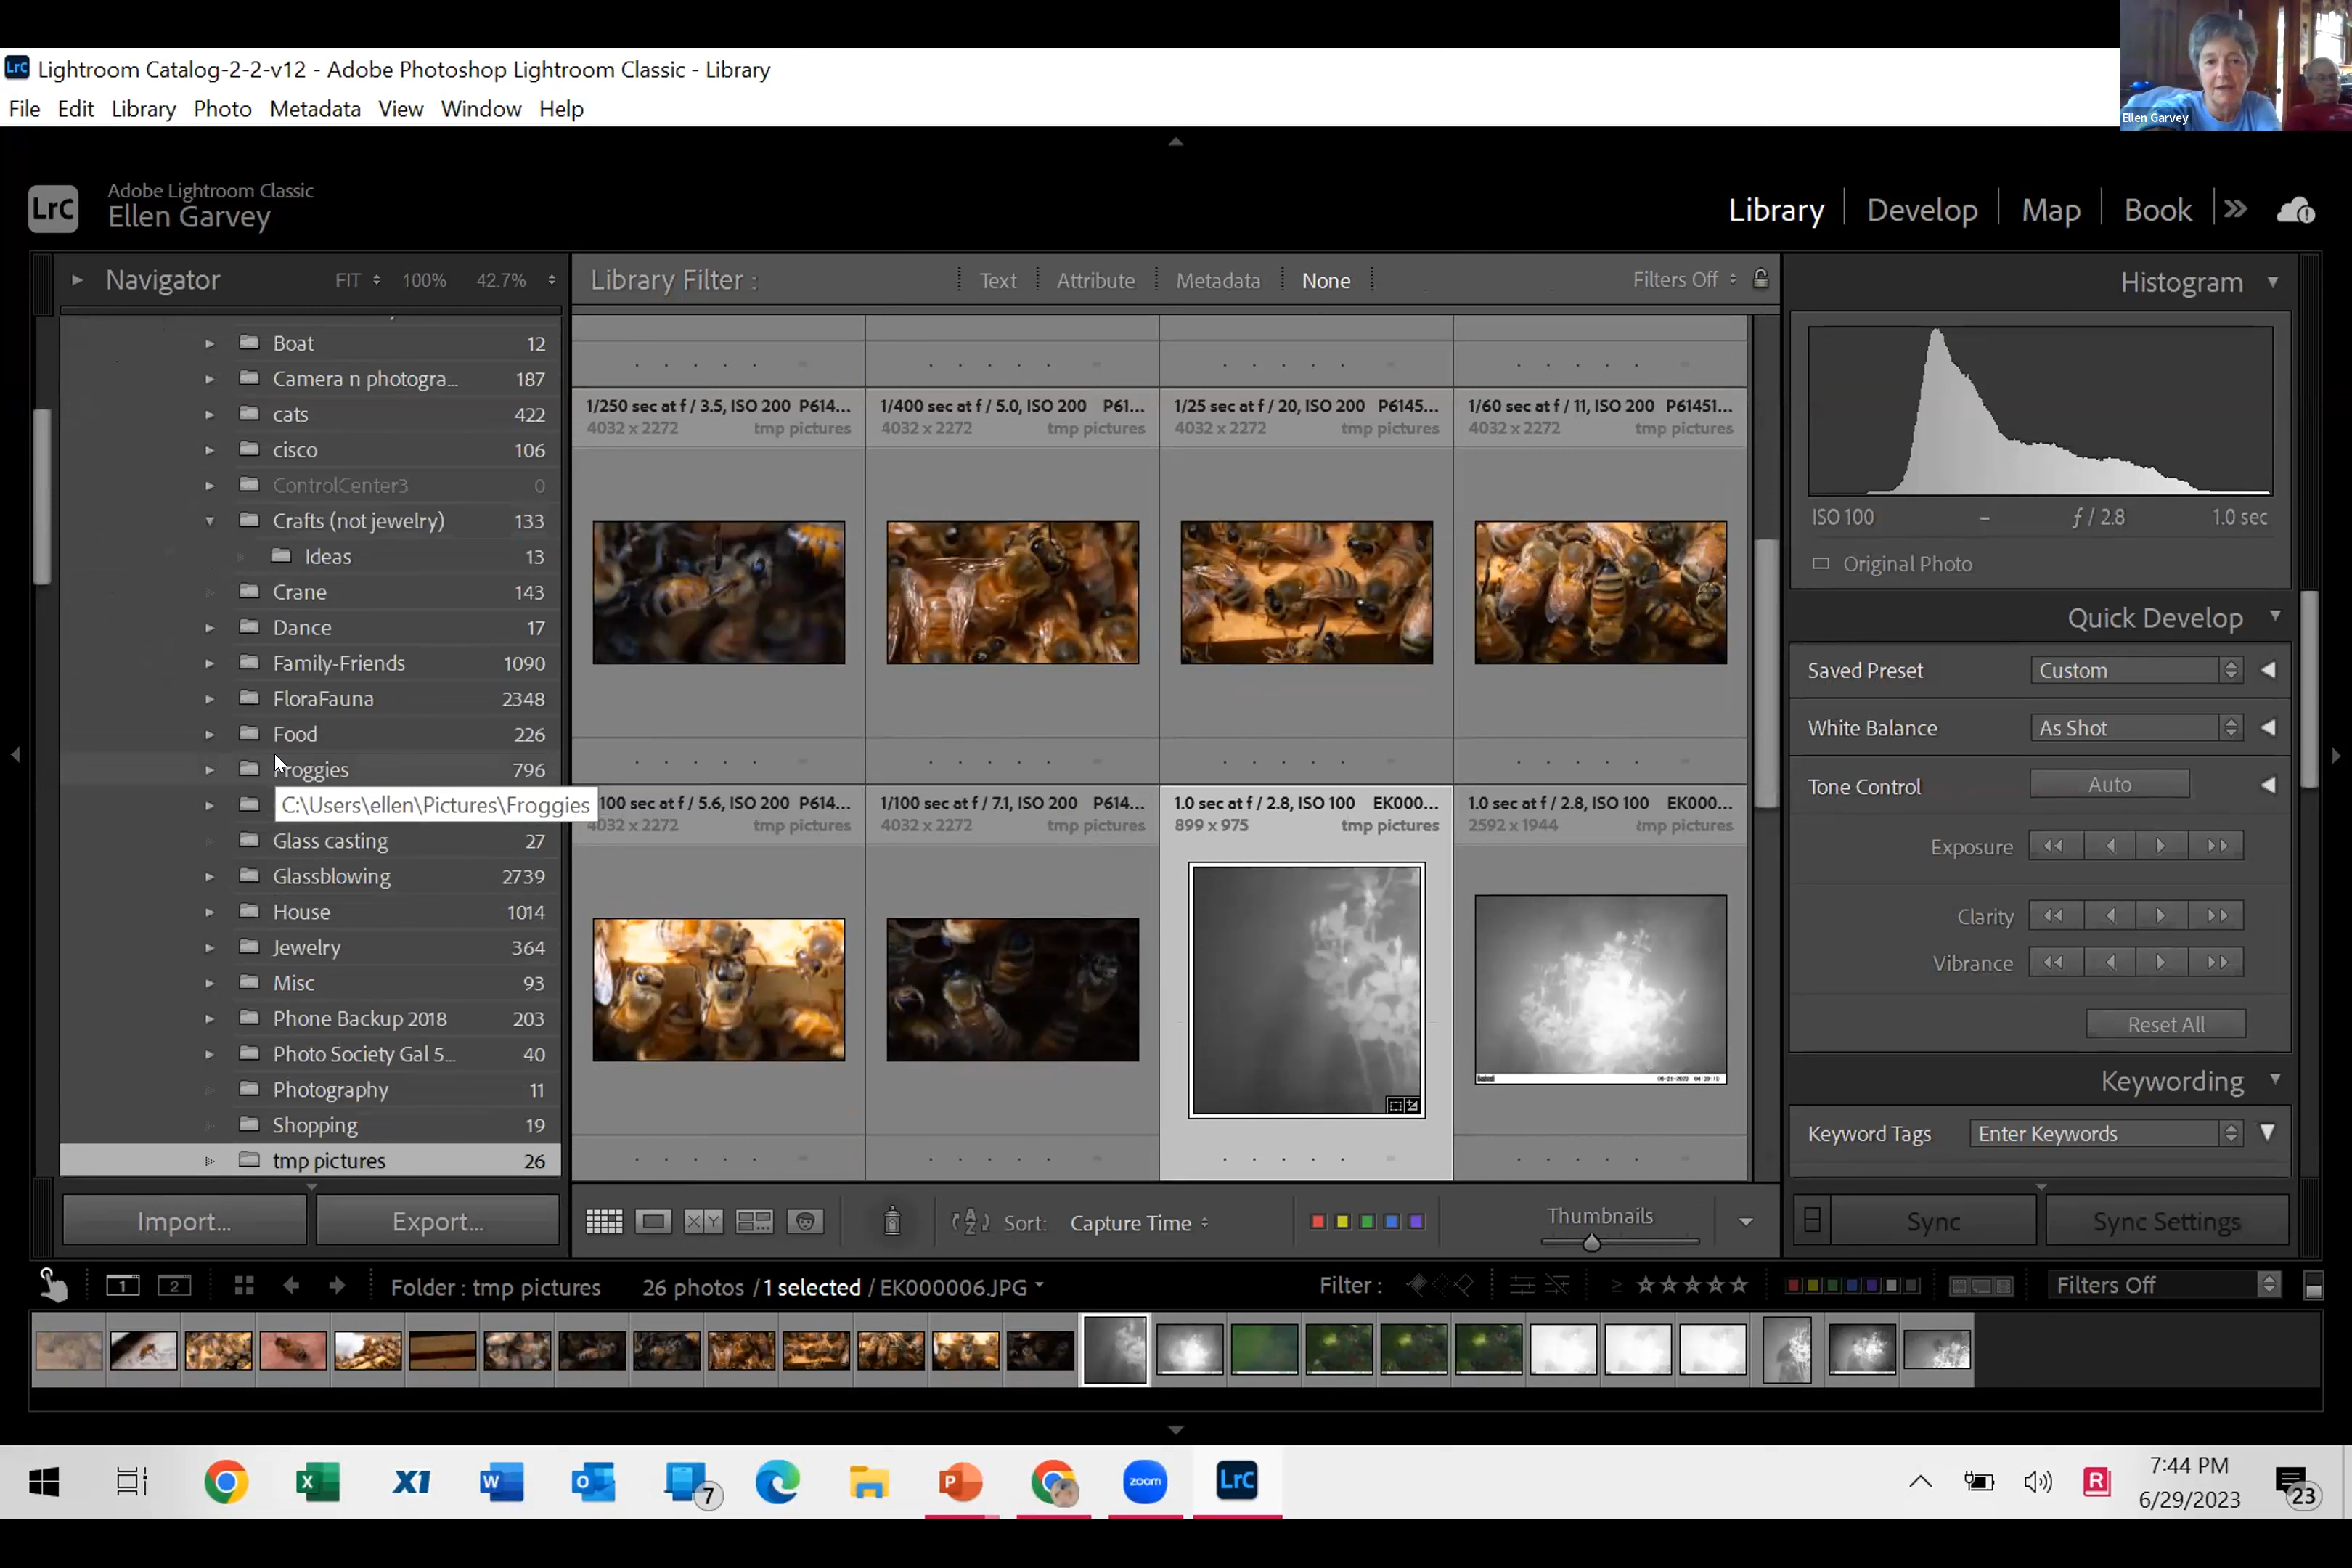 Lightroom Catalog-2-2-v12 - Adobe Photoshop Lightroom Classic - Library
File Edit Library Photo Metadata View Window Help
Ellen Garvey
LrC
Adobe Lightroom Classic
Ellen Garvey
Library Develop Map Book
Navigator FIT 100% 42.7%
Library Filter : Text Attribute Metadata None Filters Off
Histogram
Boat 12
Camera n photogra... 187
cats 422
cisco 106
ControlCenter3 0
Crafts (not jewelry) 133
Ideas 13
Crane 143
Dance 17
Family-Friends 1090
FloraFauna 2348
Food 226
Froggies 796
C:\Users\ellen\Pictures\Froggies
Glass casting 27
Glassblowing 2739
House 1014
Jewelry 364
Misc 93
Phone Backup 2018 203
Photo Society Gal 5... 40
Photography 11
Shopping 19
tmp pictures 26
Import... Export...
1/250 sec at f / 3.5, ISO 200 P614...
4032 x 2272 tmp pictures
1/400 sec at f / 5.0, ISO 200 P61...
4032 x 2272 tmp pictures
1/25 sec at f / 20, ISO 200 P6145...
4032 x 2272 tmp pictures
1/60 sec at f / 11, ISO 200 P61451...
4032 x 2272 tmp pictures
100 sec at f / 5.6, ISO 200 P614...
4032 x 2272 tmp pictures
1/100 sec at f / 7.1, ISO 200 P614...
4032 x 2272 tmp pictures
1.0 sec at f / 2.8, ISO 100 EK000...
899 x 975 tmp pictures
1.0 sec at f / 2.8, ISO 100 EK000...
2592 x 1944 tmp pictures
XY Sort: Capture Time Thumbnails
ISO 100 – ƒ / 2.8 1.0 sec
Original Photo
Quick Develop
Saved Preset Custom
White Balance As Shot
Tone Control Auto
Exposure
Clarity
Vibrance
Reset All
Keywording
Keyword Tags Enter Keywords
Sync Sync Settings
1 2 Folder : tmp pictures 26 photos / 1 selected / EK000006.JPG Filter : ≥ Filters Off
X1 7 zoom LrC
7:44 PM
6/29/2023
23